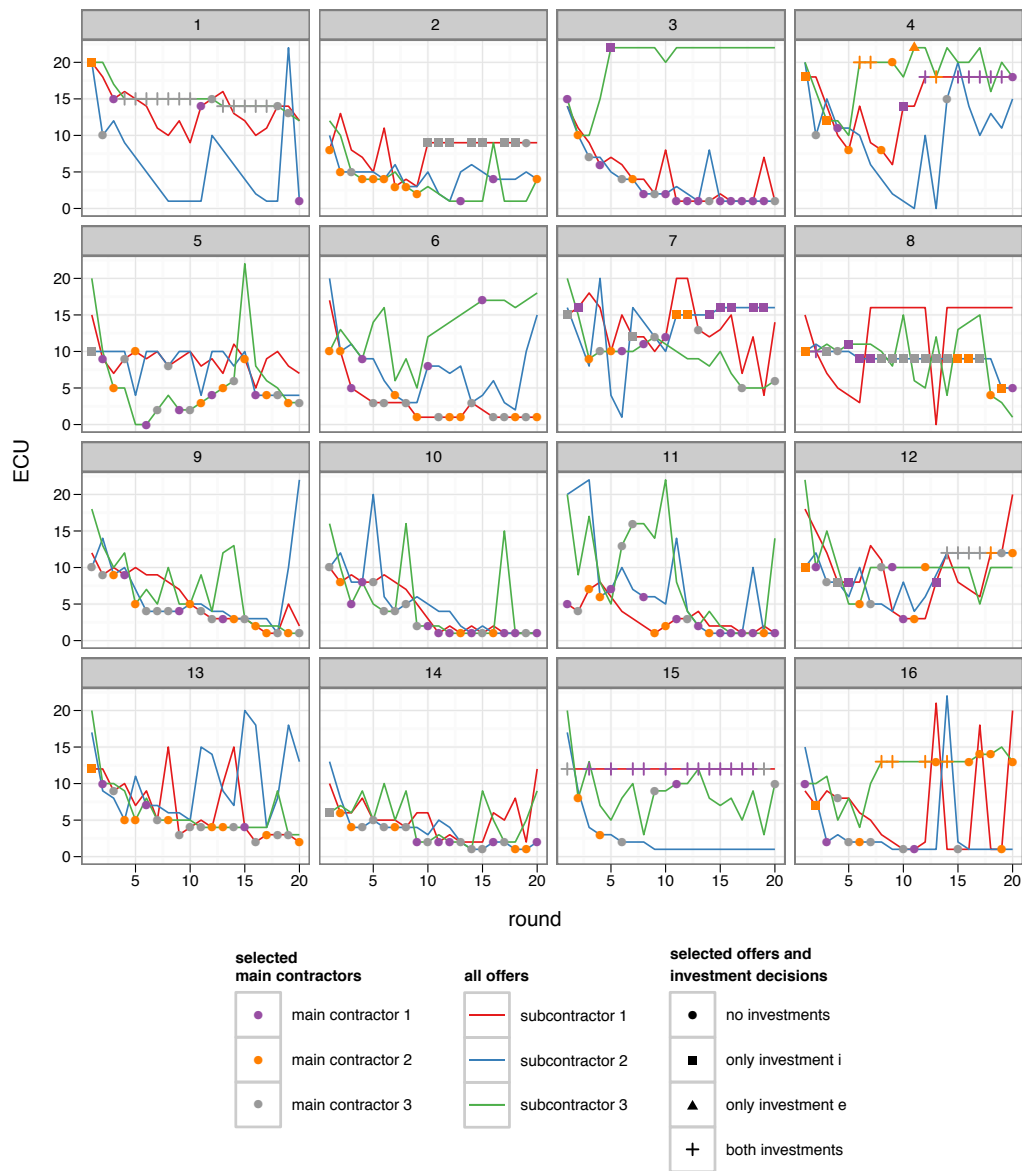 1 2 3 4
20
15
10
5
0
5 6 7 8
20
15
10
5
0
9 10 11 12
20
15
10
5
0
13 14 15 16
20
15
10
5
0
5 10 15 20 5 10 15 20 5 10 15 20 5 10 15 20
ECU
round
selected
main contractors
main contractor 1
main contractor 2
main contractor 3
all offers
subcontractor 1
subcontractor 2
subcontractor 3
selected offers and
investment decisions
no investments
only investment i
only investment e
both investments